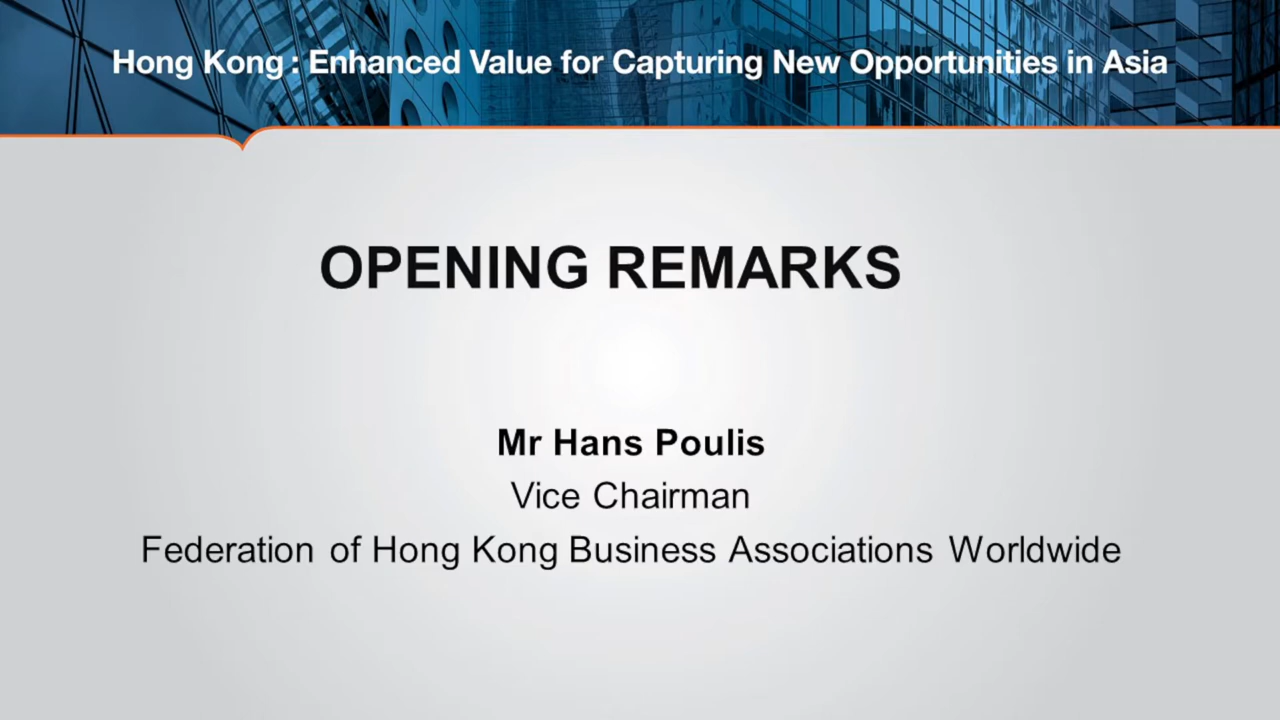 Hong Kong : Enhanced Value for Capturing New Opportunities in Asia
OPENING REMARKS
Mr Hans Poulis
Vice Chairman
Federation of Hong Kong Business Associations Worldwide